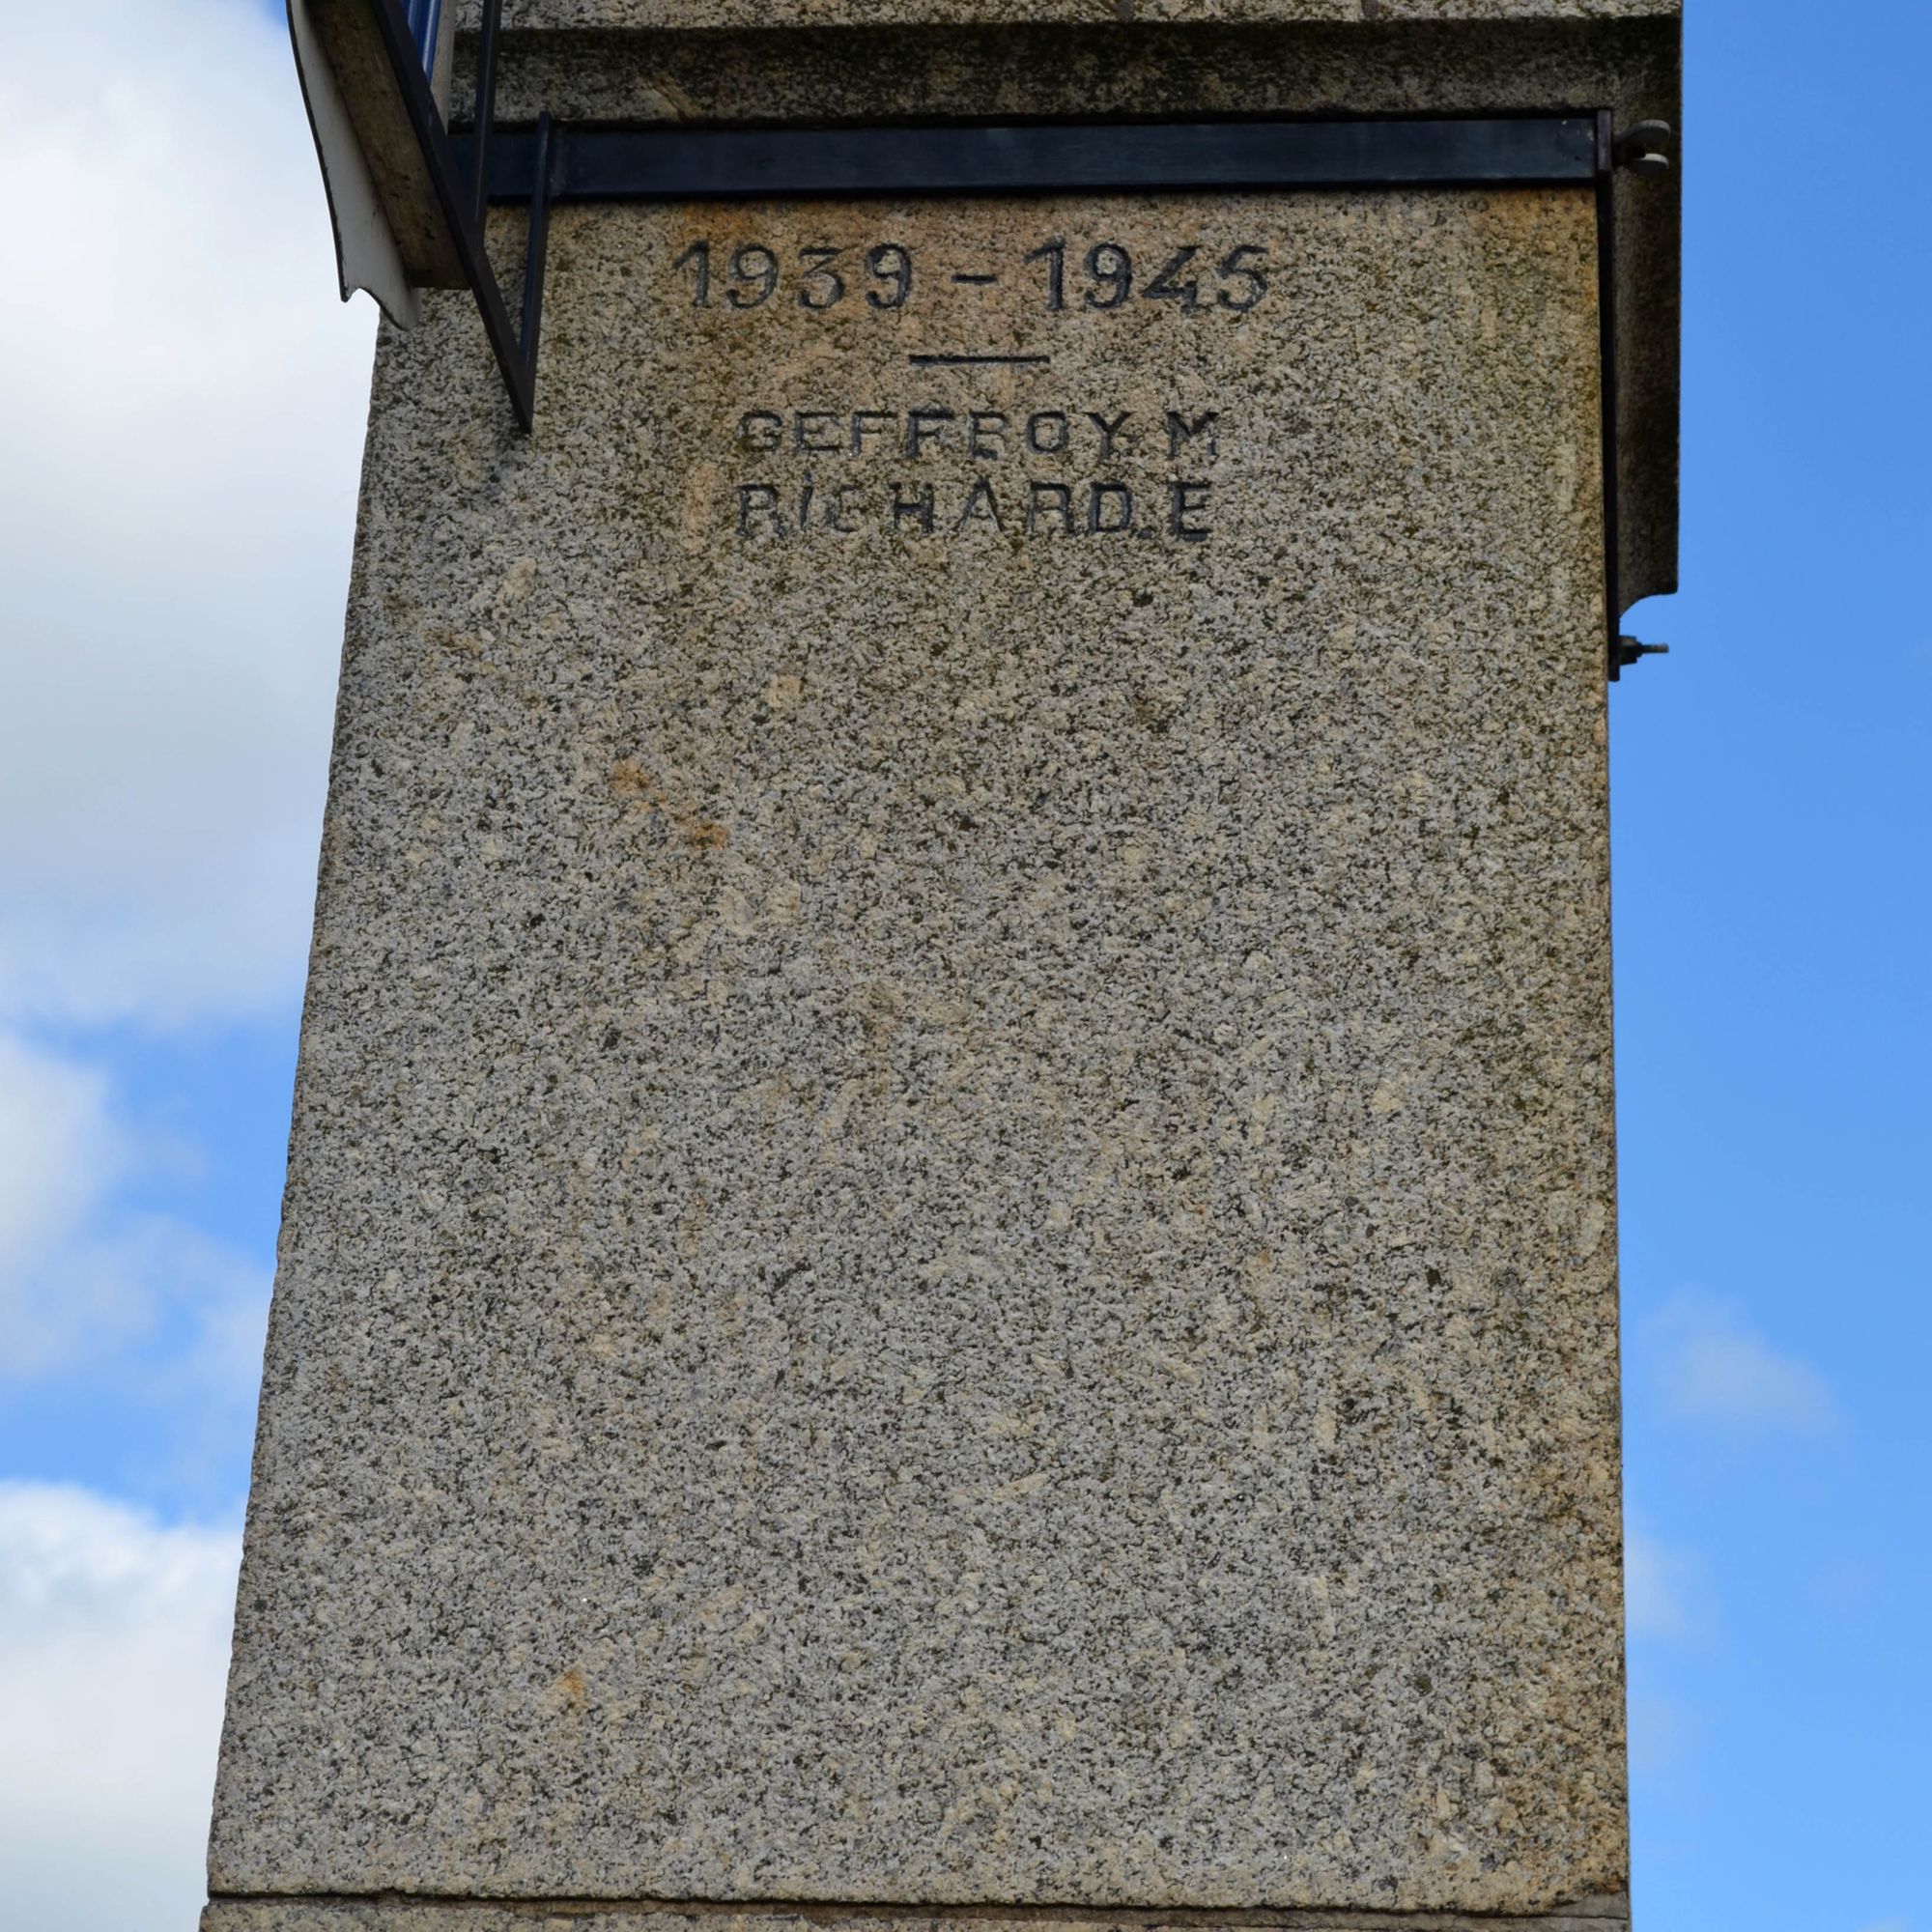 1939 - 1945
GEFFROY.M
RICHARD.E